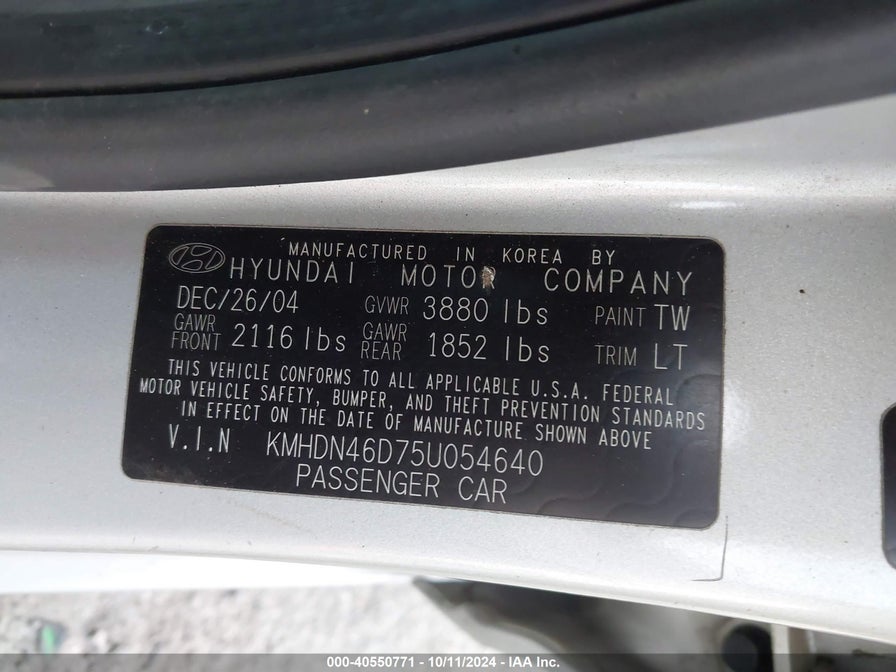 MANUFACTURED IN KOREA BY
HYUNDAI MOTOR COMPANY
DEC/26/04 GVWR 3880 lbs PAINT TW
GAWR FRONT 2116 lbs GAWR REAR 1852 lbs TRIM LT
THIS VEHICLE CONFORMS TO ALL APPLICABLE U.S.A. FEDERAL
MOTOR VEHICLE SAFETY, BUMPER, AND THEFT PREVENTION STANDARDS
IN EFFECT ON THE DATE OF MANUFACTURE SHOWN ABOVE
V.I.N KMHDN46D75U054640
PASSENGER CAR
000-40550771 - 10/11/2024 - IAA Inc.